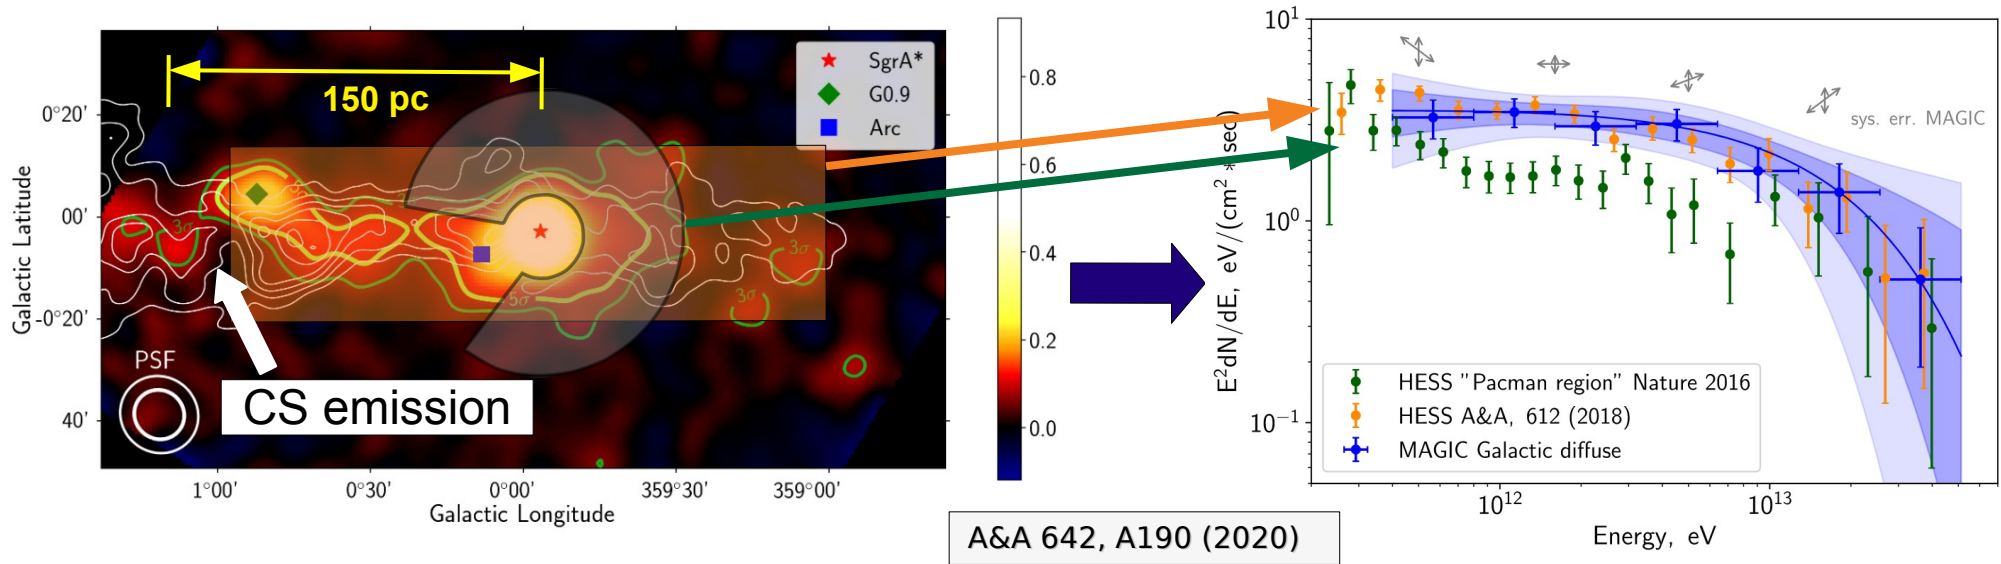 SgrA*
G0.9
Arc
150 pc
0°20'
00'
-0°20'
40'
Galactic Latitude
3σ
5σ
3σ
3σ
5σ
PSF
CS emission
1°00'
0°30'
0°00'
359°30'
359°00'
Galactic Longitude
0.8
0.6
0.4
0.2
0.0
10¹
10⁰
10⁻¹
E²dN/dE, eV/(cm² * sec)
sys. err. MAGIC
HESS "Pacman region" Nature 2016
HESS A&A, 612 (2018)
MAGIC Galactic diffuse
10¹²
10¹³
Energy, eV
A&A 642, A190 (2020)